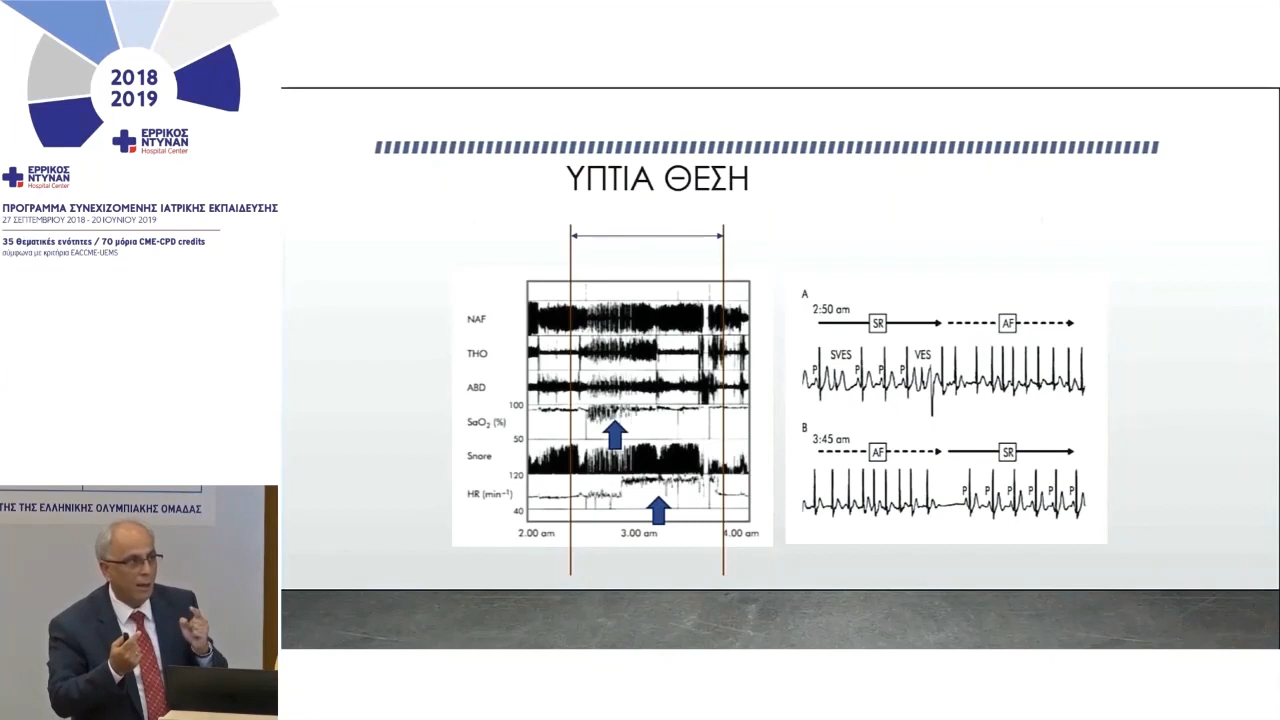 2018
2019
ΕΡΡΙΚΟΣ
ΝΤΥΝΑΝ
Hospital Center
ΕΡΡΙΚΟΣ
ΝΤΥΝΑΝ
Hospital Center
ΠΡΟΓΡΑΜΜΑ ΣΥΝΕΧΙΖΟΜΕΝΗΣ ΙΑΤΡΙΚΗΣ ΕΚΠΑΙΔΕΥΣΗΣ
27 ΣΕΠΤΕΜΒΡΙΟΥ 2018 - 20 ΙΟΥΝΙΟΥ 2019
35 Θεματικές ενότητες / 70 μόρια CME-CPD credits
σύμφωνα με κριτήρια EACCME-UEMS
ΤΗΣ ΤΗΣ ΕΛΛΗΝΙΚΗΣ ΟΛΥΜΠΙΑΚΗΣ ΟΜΑΔΑΣ
ΥΠΤΙΑ ΘΕΣΗ
NAF
THO
ABD
100
SaO₂ (%)
50
Snore
120
HR (min⁻¹)
40
2.00 am 3.00 am 4.00 am
A
2:50 am
SR AF
SVES VES
P P P P
B
3:45 am
AF SR
P P P P P P